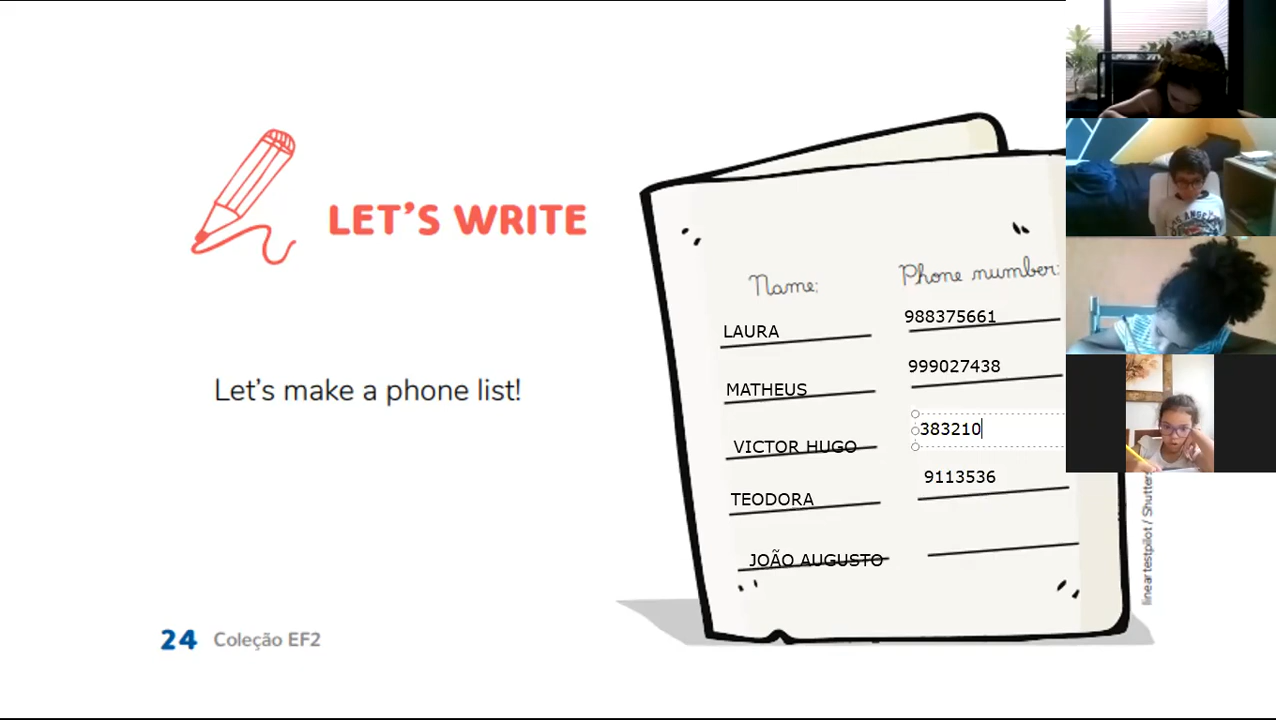 LET'S WRITE
Let's make a phone list!
Name: Phone number:
LAURA 988375661
MATHEUS 999027438
VICTOR HUGO 383210
TEODORA 9113536
JOÃO AUGUSTO
lineartestpilot / Shutters
24 Coleção EF2